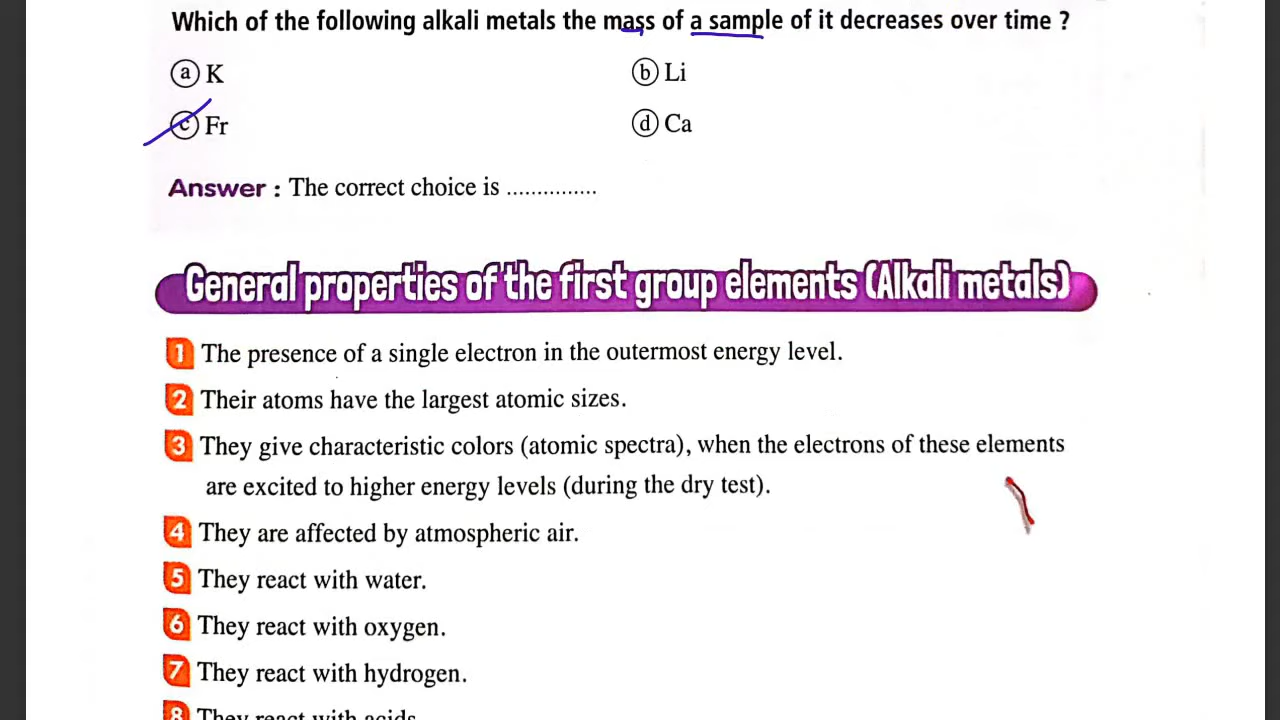 Which of the following alkali metals the mass of a sample of it decreases over time ?
a K
b Li
c Fr
d Ca
Answer : The correct choice is ...............
General properties of the first group elements (Alkali metals)
1 The presence of a single electron in the outermost energy level.
2 Their atoms have the largest atomic sizes.
3 They give characteristic colors (atomic spectra), when the electrons of these elements
are excited to higher energy levels (during the dry test).
4 They are affected by atmospheric air.
5 They react with water.
6 They react with oxygen.
7 They react with hydrogen.
8 They react with acids.